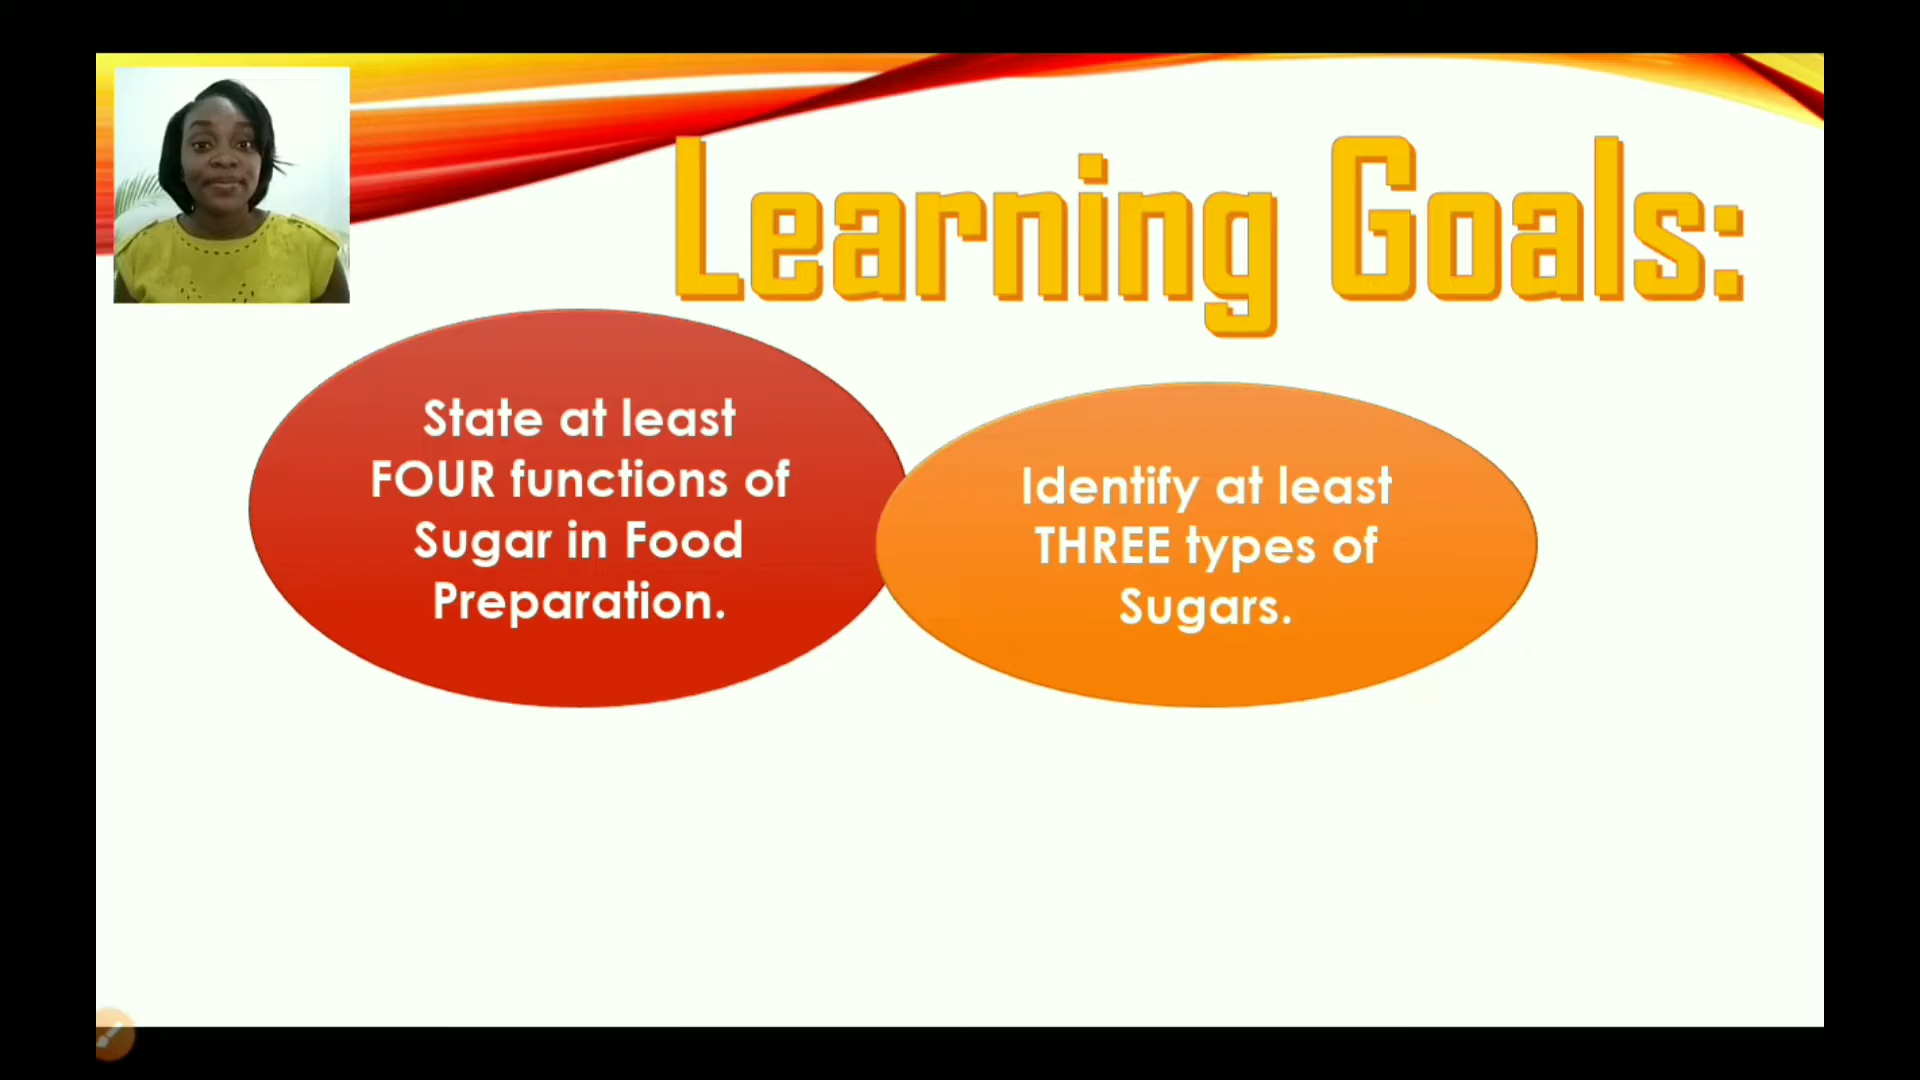 Learning Goals:
State at least
FOUR functions of
Sugar in Food
Preparation.
Identify at least
THREE types of
Sugars.